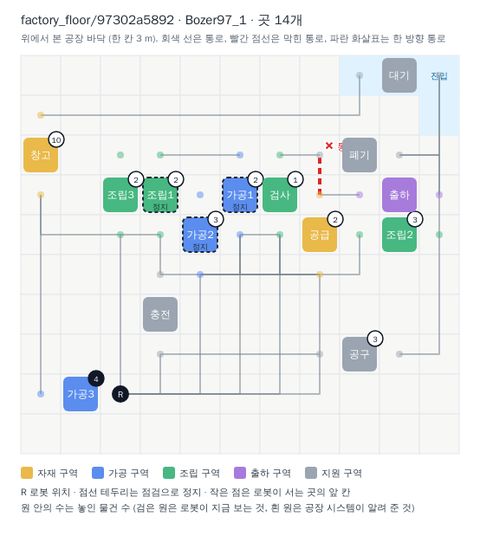 factory_floor/97302a5892 · Bozer97_1 · 곳 14개
위에서 본 공장 바닥 (한 칸 3 m). 회색 선은 통로, 빨간 점선은 막힌 통로, 파란 화살표는 한 방향 통로
대기
전립
10
창고
✕
폐기
2
조립3
2
조립1
정지
2
가공1
정지
1
검사
출하
3
가공2
정지
2
공급
3
조립2
충전
3
공구
4
가공3
R
자재 구역 가공 구역 조립 구역 출하 구역 지원 구역
R 로봇 위치 · 점선 테두리는 점검으로 정지 · 작은 점은 로봇이 서는 곳의 앞 칸
원 안의 수는 놓인 물건 수 (검은 원은 로봇이 지금 보는 것, 흰 원은 공장 시스템이 알려 준 것)